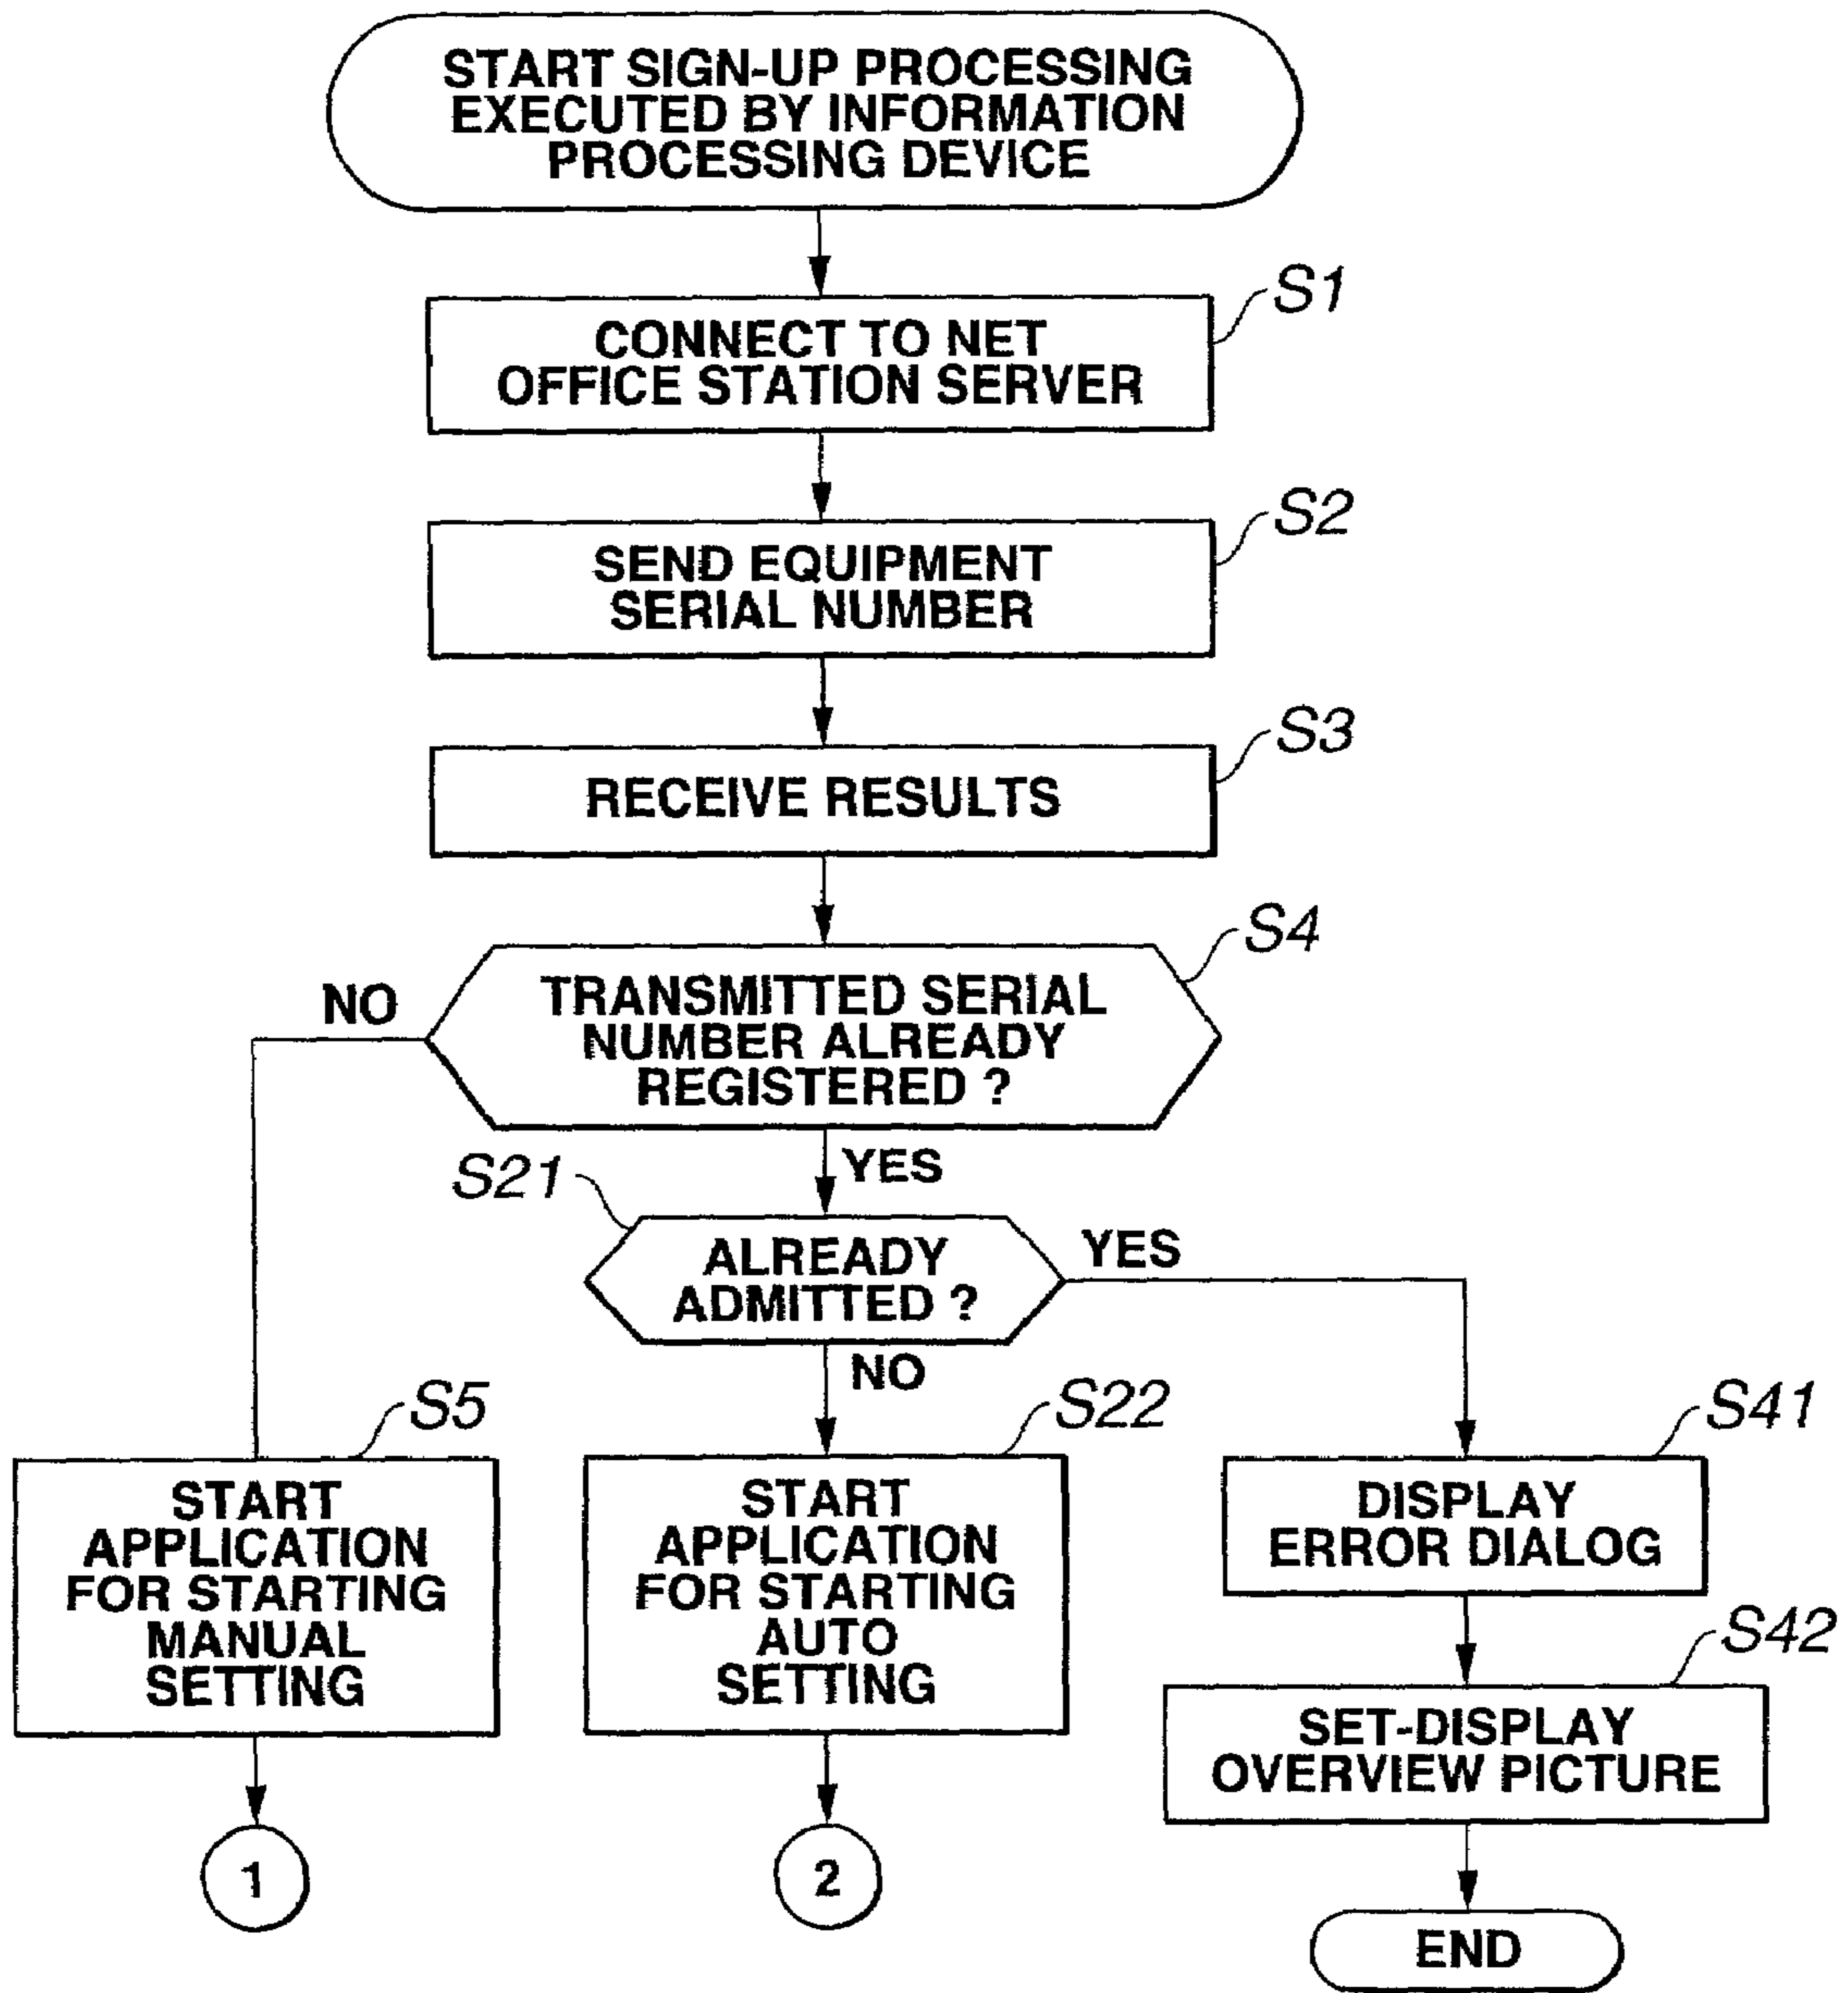 START SIGN-UP PROCESSING
EXECUTED BY INFORMATION
PROCESSING DEVICE
S1
CONNECT TO NET
OFFICE STATION SERVER
S2
SEND EQUIPMENT
SERIAL NUMBER
S3
RECEIVE RESULTS
S4
NO
TRANSMITTED SERIAL
NUMBER ALREADY
REGISTERED ?
YES
S21
ALREADY
ADMITTED ?
YES
NO
S5
START
APPLICATION
FOR STARTING
MANUAL
SETTING
S22
START
APPLICATION
FOR STARTING
AUTO
SETTING
S41
DISPLAY
ERROR DIALOG
S42
SET-DISPLAY
OVERVIEW PICTURE
1
2
END